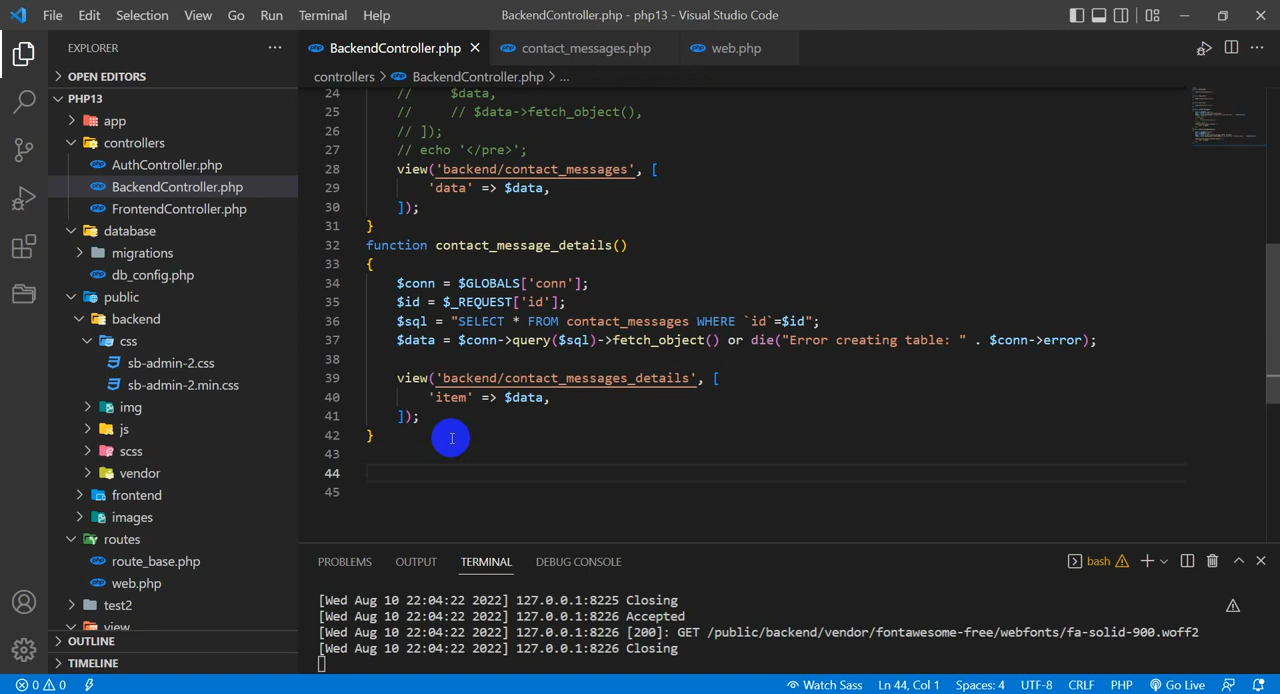 File Edit Selection View Go Run Terminal Help BackendController.php - php13 - Visual Studio Code
EXPLORER
OPEN EDITORS
PHP13
app
controllers
AuthController.php
BackendController.php
FrontendController.php
database
migrations
db_config.php
public
backend
css
sb-admin-2.css
sb-admin-2.min.css
img
js
scss
vendor
frontend
images
routes
route_base.php
web.php
test2
view
OUTLINE
TIMELINE
BackendController.php contact_messages.php web.php
controllers > BackendController.php > ...
24 // $data,
25 // // $data->fetch_object(),
26 // ]);
27 // echo '</pre>';
28 view('backend/contact_messages', [
29 'data' => $data,
30 ]);
31 }
32 function contact_message_details()
33 {
34 $conn = $GLOBALS['conn'];
35 $id = $_REQUEST['id'];
36 $sql = "SELECT * FROM contact_messages WHERE `id`=$id";
37 $data = $conn->query($sql)->fetch_object() or die("Error creating table: " . $conn->error);
38
39 view('backend/contact_messages_details', [
40 'item' => $data,
41 ]);
42 }
43
44
45
PROBLEMS OUTPUT TERMINAL DEBUG CONSOLE bash
[Wed Aug 10 22:04:22 2022] 127.0.0.1:8225 Closing
[Wed Aug 10 22:04:22 2022] 127.0.0.1:8226 Accepted
[Wed Aug 10 22:04:22 2022] 127.0.0.1:8226 [200]: GET /public/backend/vendor/fontawesome-free/webfonts/fa-solid-900.woff2
[Wed Aug 10 22:04:22 2022] 127.0.0.1:8226 Closing
0 0 Watch Sass Ln 44, Col 1 Spaces: 4 UTF-8 CRLF PHP Go Live